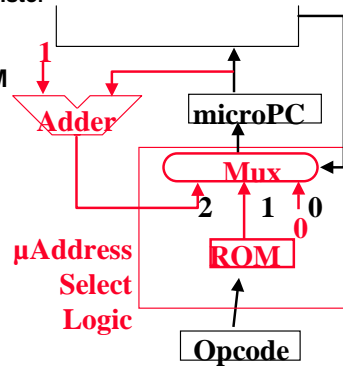 1
M
Adder
microPC
Mux
2 1 0
0
µAddress
Select
Logic
ROM
Opcode